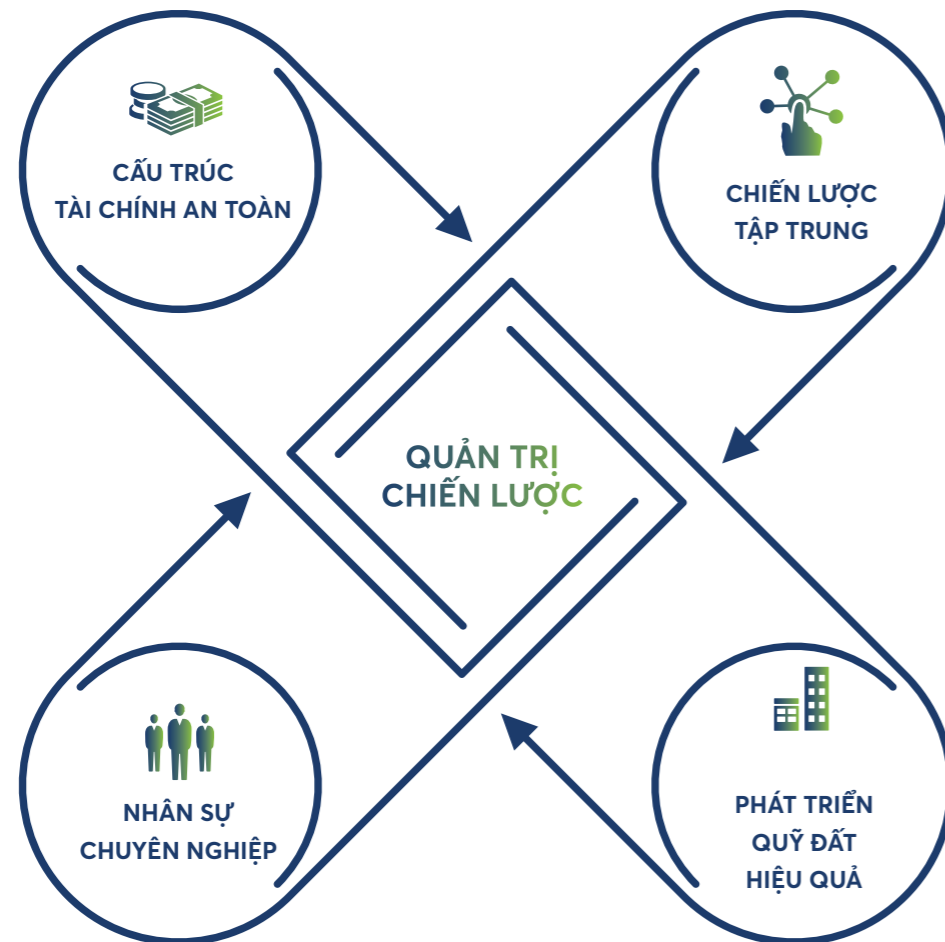 CẤU TRÚC
TÀI CHÍNH AN TOÀN
CHIẾN LƯỢC
TẬP TRUNG
QUẢN TRỊ
CHIẾN LƯỢC
NHÂN SỰ
CHUYÊN NGHIỆP
PHÁT TRIỂN
QUỸ ĐẤT
HIỆU QUẢ